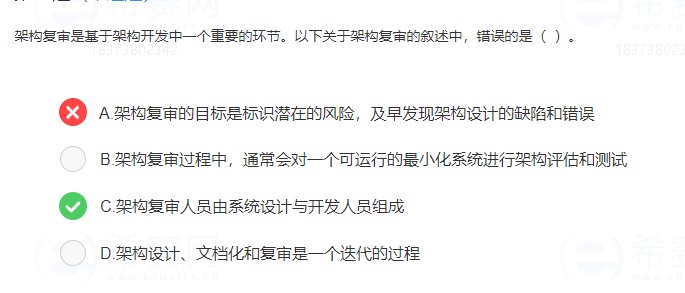 架构复审是基于架构开发中一个重要的环节。以下关于架构复审的叙述中，错误的是（ ）。
18373802342
18373802
A.架构复审的目标是标识潜在的风险，及早发现架构设计的缺陷和错误
B.架构复审过程中，通常会对一个可运行的最小化系统进行架构评估和测试
C.架构复审人员由系统设计与开发人员组成
D.架构设计、文档化和复审是一个迭代的过程
希赛网